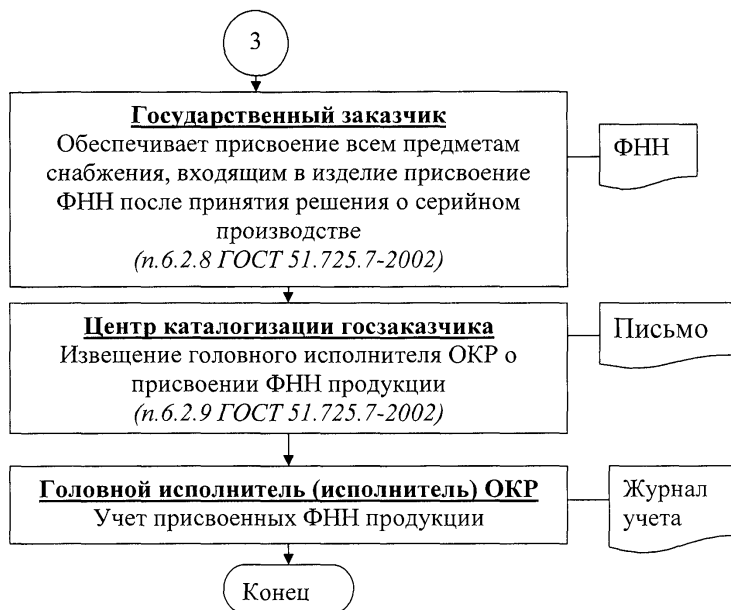 3
Государственный заказчик
Обеспечивает присвоение всем предметам
снабжения, входящим в изделие присвоение
ФНН после принятия решения о серийном
производстве
(п.6.2.8 ГОСТ 51.725.7-2002)
ФНН
Центр каталогизации госзаказчика
Извещение головного исполнителя ОКР о
присвоении ФНН продукции
(п.6.2.9 ГОСТ 51.725.7-2002)
Письмо
Головной исполнитель (исполнитель) ОКР
Учет присвоенных ФНН продукции
Журнал
учета
Конец